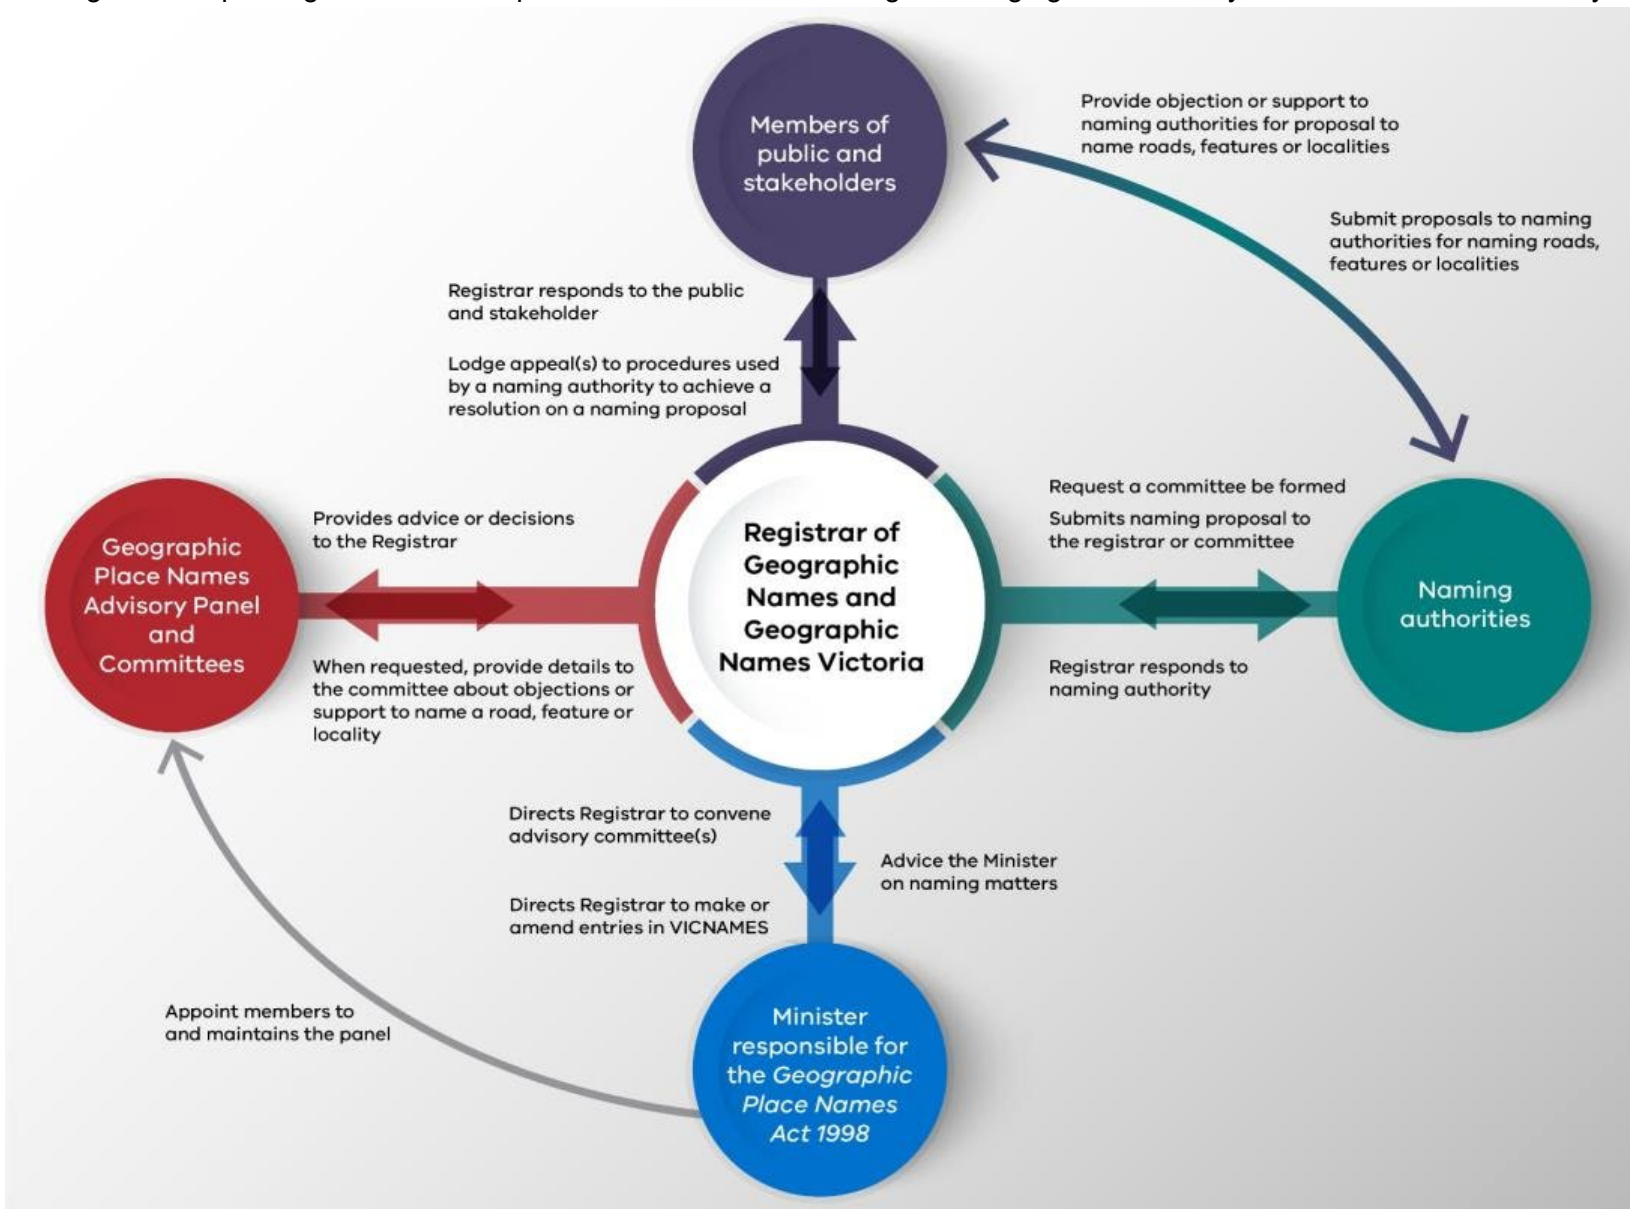 Members of
public and
stakeholders
Provide objection or support to
naming authorities for proposal to
name roads, features or localities
Submit proposals to naming
authorities for naming roads,
features or localities
Registrar responds to the public
and stakeholder
Lodge appeal(s) to procedures used
by a naming authority to achieve a
resolution on a naming proposal
Geographic
Place Names
Advisory Panel
and
Committees
Provides advice or decisions
to the Registrar
When requested, provide details to
the committee about objections or
support to name a road, feature or
locality
Registrar of
Geographic
Names and
Geographic
Names Victoria
Request a committee be formed
Submits naming proposal to
the registrar or committee
Registrar responds to
naming authority
Naming
authorities
Directs Registrar to convene
advisory committee(s)
Directs Registrar to make or
amend entries in VICNAMES
Advice the Minister
on naming matters
Appoint members to
and maintains the panel
Minister
responsible for
the Geographic
Place Names
Act 1998